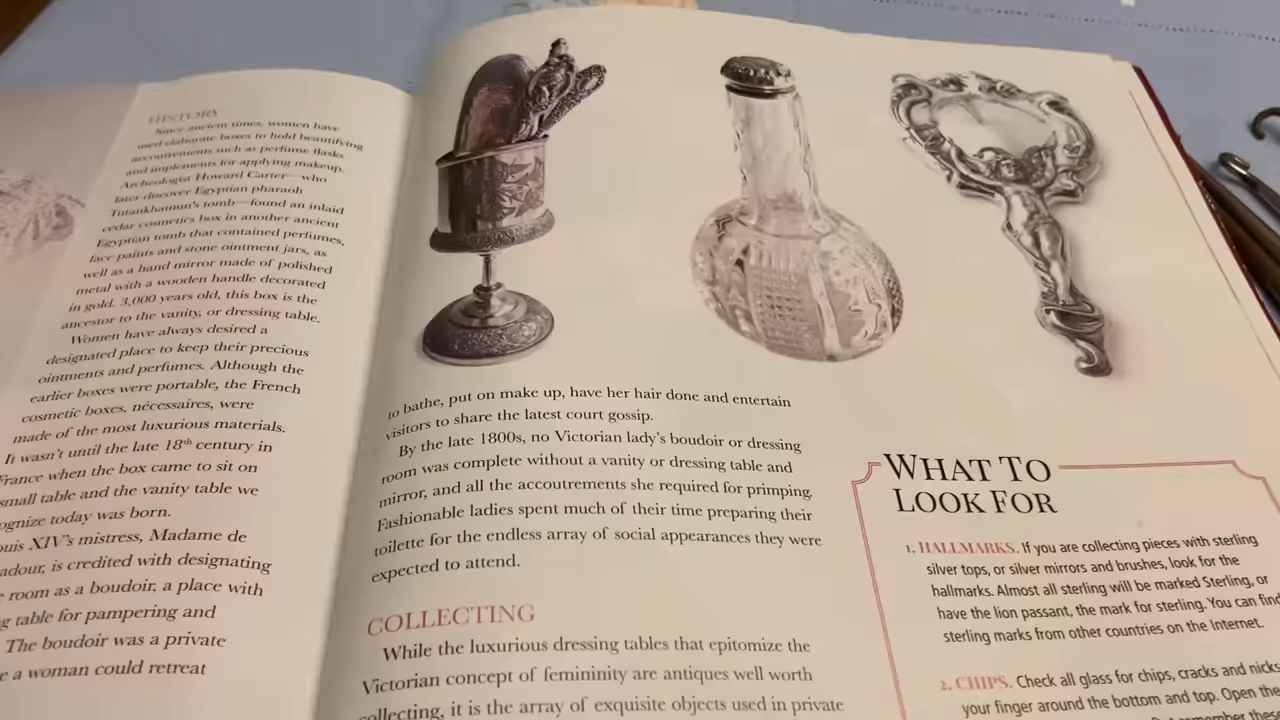 HISTORY
Since ancient times, women have
used elaborate boxes to hold beautifying
accoutrements such as perfume flasks
and implements for applying makeup.
Archeologist Howard Carter—who
later discover Egyptian pharaoh
Tutankhamun's tomb—found an inlaid
cedar cosmetics box in another ancient
Egyptian tomb that contained perfumes,
face paints and stone ointment jars, as
well as a hand mirror made of polished
metal with a wooden handle decorated
in gold. 3,000 years old, this box is the
ancestor to the vanity, or dressing table.
Women have always desired a
designated place to keep their precious
ointments and perfumes. Although the
earlier boxes were portable, the French
cosmetic boxes, nécessaires, were
made of the most luxurious materials.
It wasn't until the late 18th century in
France when the box came to sit on
small table and the vanity table we
ognize today was born.
ouis XIV's mistress, Madame de
adour, is credited with designating
room as a boudoir, a place with
g table for pampering and
The boudoir was a private
e a woman could retreat
to bathe, put on make up, have her hair done and entertain
visitors to share the latest court gossip.
By the late 1800s, no Victorian lady's boudoir or dressing
room was complete without a vanity or dressing table and
mirror, and all the accoutrements she required for primping.
Fashionable ladies spent much of their time preparing their
toilette for the endless array of social appearances they were
expected to attend.
COLLECTING
While the luxurious dressing tables that epitomize the
Victorian concept of femininity are antiques well worth
collecting, it is the array of exquisite objects used in private
WHAT TO
LOOK FOR
1. HALLMARKS. If you are collecting pieces with sterling
silver tops, or silver mirrors and brushes, look for the
hallmarks. Almost all sterling will be marked Sterling, or
have the lion passant, the mark for sterling. You can find
sterling marks from other countries on the Internet.
2. CHIPS. Check all glass for chips, cracks and nicks
your finger around the bottom and top. Open the